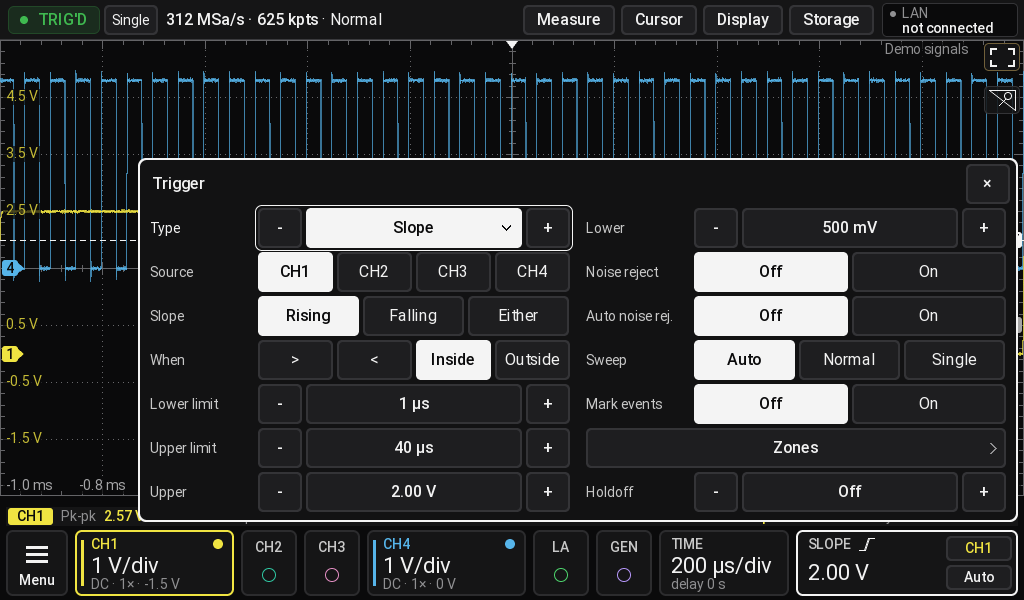 TRIG'D Single 312 MSa/s · 625 kpts · Normal Measure Cursor Display Storage LAN
not connected
Demo signals
4.5 V
3.5 V
2.5 V
4
0.5 V
1
-0.5 V
-1.5 V
-1.0 ms -0.8 ms
Trigger ×
Type - Slope + Lower - 500 mV +
Source CH1 CH2 CH3 CH4 Noise reject Off On
Slope Rising Falling Either Auto noise rej. Off On
When > < Inside Outside Sweep Auto Normal Single
Lower limit - 1 µs + Mark events Off On
Upper limit - 40 µs + Zones
Upper - 2.00 V + Holdoff - Off +
CH1 Pk-pk 2.57 V
Menu
CH1
1 V/div
DC · 1× · -1.5 V
CH2
CH3
CH4
1 V/div
DC · 1× · 0 V
LA
GEN
TIME
200 µs/div
delay 0 s
SLOPE CH1
2.00 V Auto